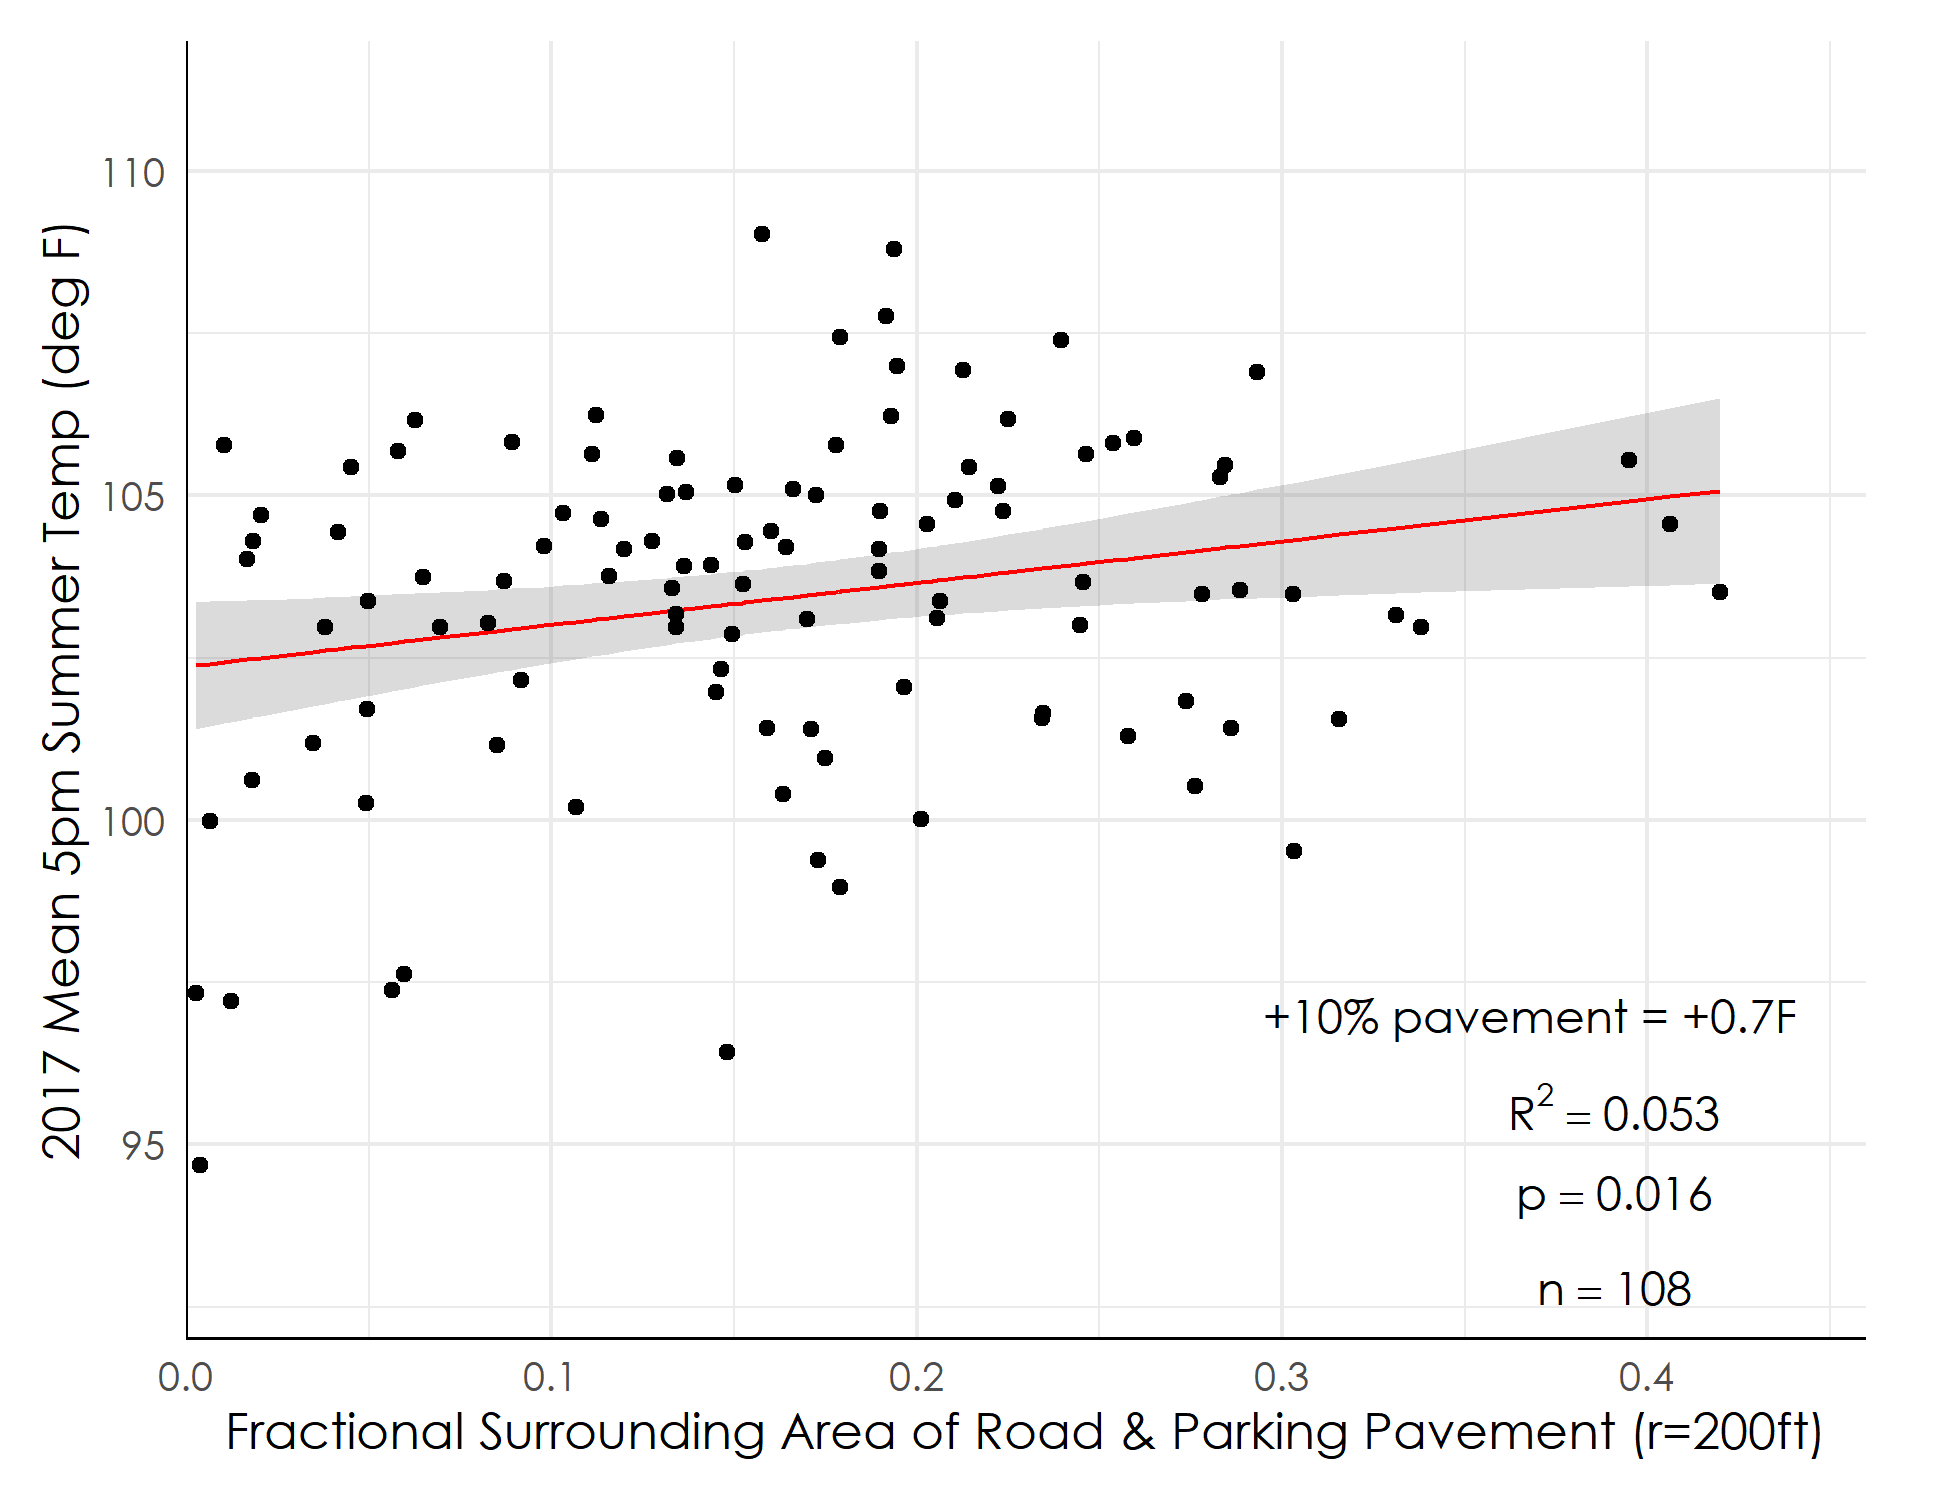 2017 Mean 5pm Summer Temp (deg F)
110
105
100
95
+10% pavement = +0.7F
R² = 0.053
p = 0.016
n = 108
0.0 0.1 0.2 0.3 0.4
Fractional Surrounding Area of Road & Parking Pavement (r=200ft)